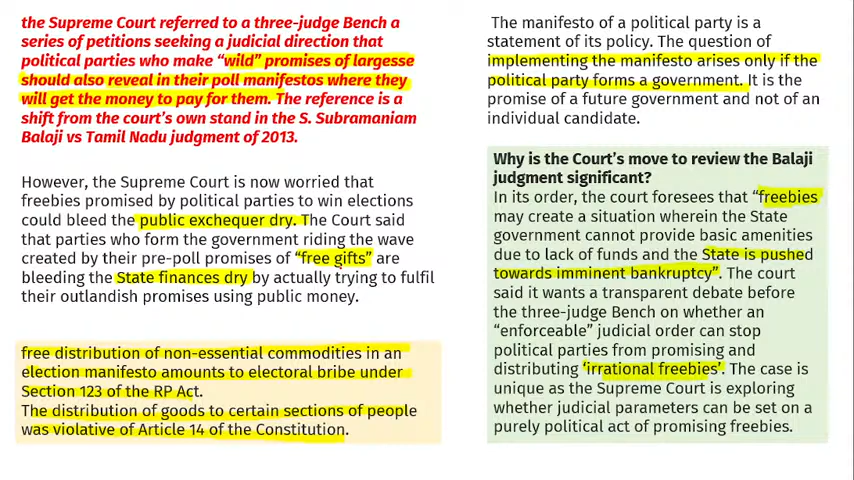 the Supreme Court referred to a three-judge Bench a
series of petitions seeking a judicial direction that
political parties who make “wild” promises of largesse
should also reveal in their poll manifestos where they
will get the money to pay for them. The reference is a
shift from the court’s own stand in the S. Subramaniam
Balaji vs Tamil Nadu judgment of 2013.
However, the Supreme Court is now worried that
freebies promised by political parties to win elections
could bleed the public exchequer dry. The Court said
that parties who form the government riding the wave
created by their pre-poll promises of “free gifts” are
bleeding the State finances dry by actually trying to fulfil
their outlandish promises using public money.
free distribution of non-essential commodities in an
election manifesto amounts to electoral bribe under
Section 123 of the RP Act.
The distribution of goods to certain sections of people
was violative of Article 14 of the Constitution.
The manifesto of a political party is a
statement of its policy. The question of
implementing the manifesto arises only if the
political party forms a government. It is the
promise of a future government and not of an
individual candidate.
Why is the Court’s move to review the Balaji
judgment significant?
In its order, the court foresees that “freebies
may create a situation wherein the State
government cannot provide basic amenities
due to lack of funds and the State is pushed
towards imminent bankruptcy”. The court
said it wants a transparent debate before
the three-judge Bench on whether an
“enforceable” judicial order can stop
political parties from promising and
distributing ‘irrational freebies’. The case is
unique as the Supreme Court is exploring
whether judicial parameters can be set on a
purely political act of promising freebies.